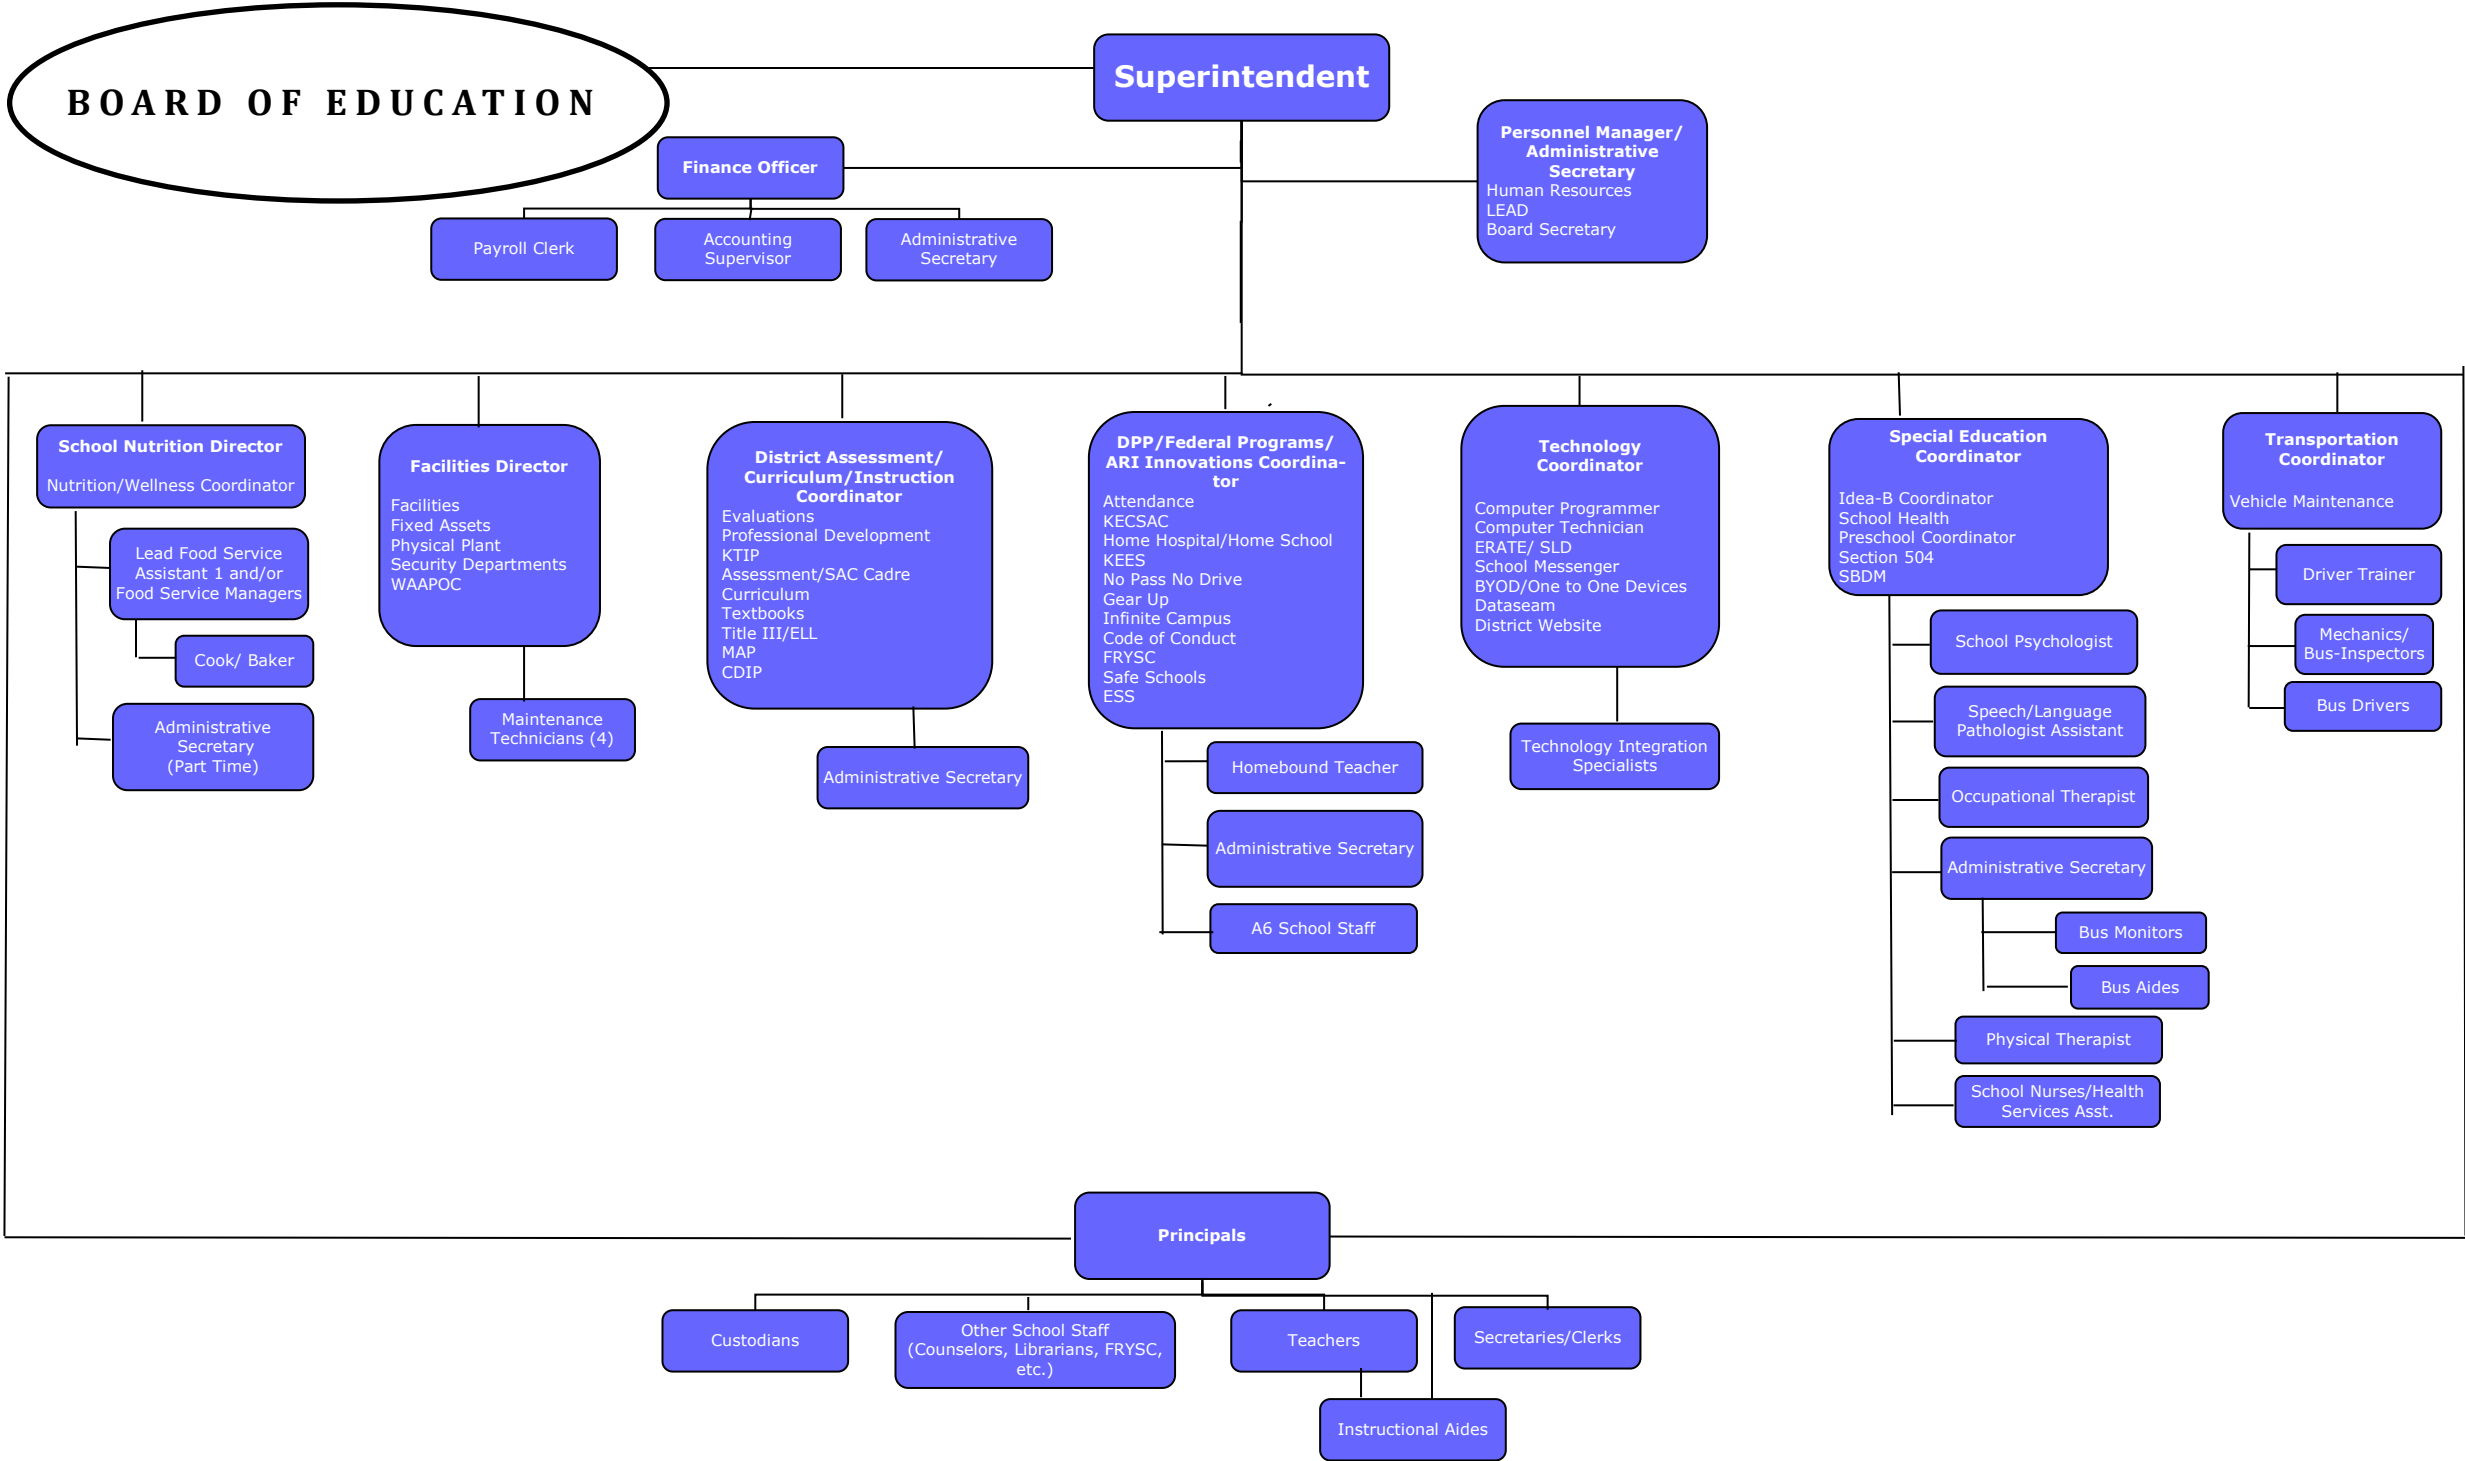 BOARD OF EDUCATION
Superintendent
Finance Officer
Personnel Manager/
Administrative
Secretary
Human Resources
LEAD
Board Secretary
Payroll Clerk
Accounting
Supervisor
Administrative
Secretary
School Nutrition Director
Nutrition/Wellness Coordinator
Lead Food Service
Assistant 1 and/or
Food Service Managers
Cook/ Baker
Administrative
Secretary
(Part Time)
Facilities Director
Facilities
Fixed Assets
Physical Plant
Security Departments
WAAPOC
Maintenance
Technicians (4)
District Assessment/
Curriculum/Instruction
Coordinator
Evaluations
Professional Development
KTIP
Assessment/SAC Cadre
Curriculum
Textbooks
Title III/ELL
MAP
CDIP
Administrative Secretary
DPP/Federal Programs/
ARI Innovations Coordina-
tor
Attendance
KECSAC
Home Hospital/Home School
KEES
No Pass No Drive
Gear Up
Infinite Campus
Code of Conduct
FRYSC
Safe Schools
ESS
Homebound Teacher
Administrative Secretary
A6 School Staff
Technology
Coordinator
Computer Programmer
Computer Technician
ERATE/ SLD
School Messenger
BYOD/One to One Devices
Dataseam
District Website
Technology Integration
Specialists
Special Education
Coordinator
Idea-B Coordinator
School Health
Preschool Coordinator
Section 504
SBDM
School Psychologist
Speech/Language
Pathologist Assistant
Occupational Therapist
Administrative Secretary
Bus Monitors
Bus Aides
Physical Therapist
School Nurses/Health
Services Asst.
Transportation
Coordinator
Vehicle Maintenance
Driver Trainer
Mechanics/
Bus-Inspectors
Bus Drivers
Principals
Custodians
Other School Staff
(Counselors, Librarians, FRYSC,
etc.)
Teachers
Secretaries/Clerks
Instructional Aides